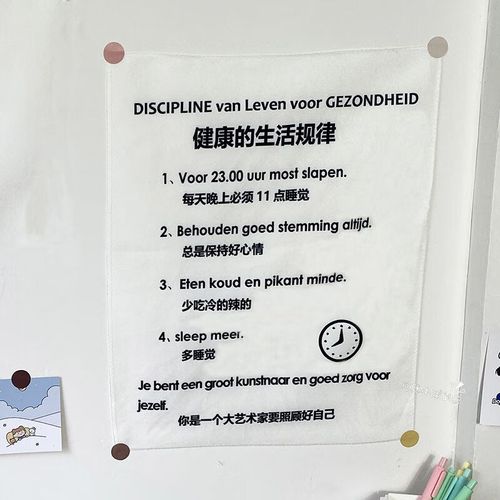 DISCIPLINE van Leven voor GEZONDHEID
健康的生活规律
1、Voor 23.00 uur most slapen.
每天晚上必须 11 点睡觉
2、Behouden goed stemming altijd.
总是保持好心情
3、Eten koud en pikant minde.
少吃冷的辣的
4、sleep meer.
多睡觉
Je bent een groot kunstnaar en goed zorg voor
jezelf.
你是一个大艺术家要照顾好自己